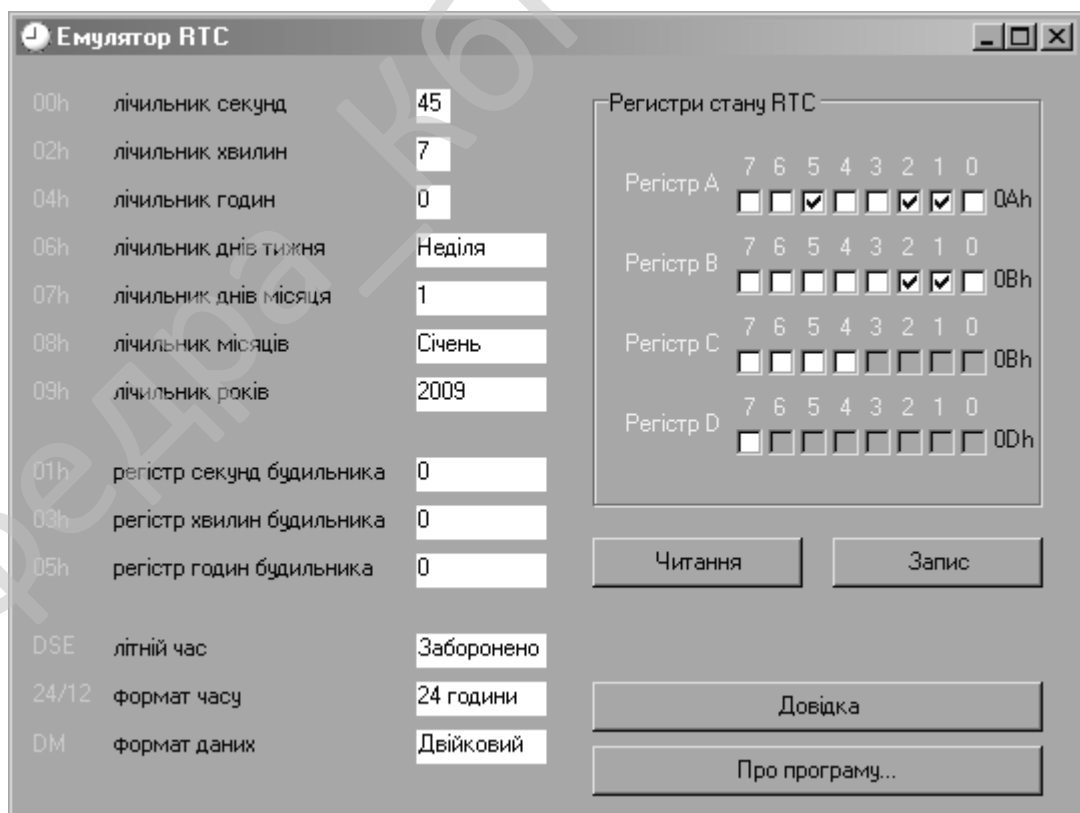 Емулятор RTC
00h лічильник секунд 45
02h лічильник хвилин 7
04h лічильник годин 0
06h лічильник днів тижня Неділя
07h лічильник днів місяця 1
08h лічильник місяців Січень
09h лічильник років 2009
01h регістр секунд будильника 0
03h регістр хвилин будильника 0
05h регістр годин будильника 0
DSE літній час Заборонено
24/12 формат часу 24 години
DM формат даних Двійковий
Регистри стану RTC
7 6 5 4 3 2 1 0
Регістр A 0Ah
7 6 5 4 3 2 1 0
Регістр B 0Bh
7 6 5 4 3 2 1 0
Регістр C 0Bh
7 6 5 4 3 2 1 0
Регістр D 0Dh
Читання Запис
Довідка
Про програму...